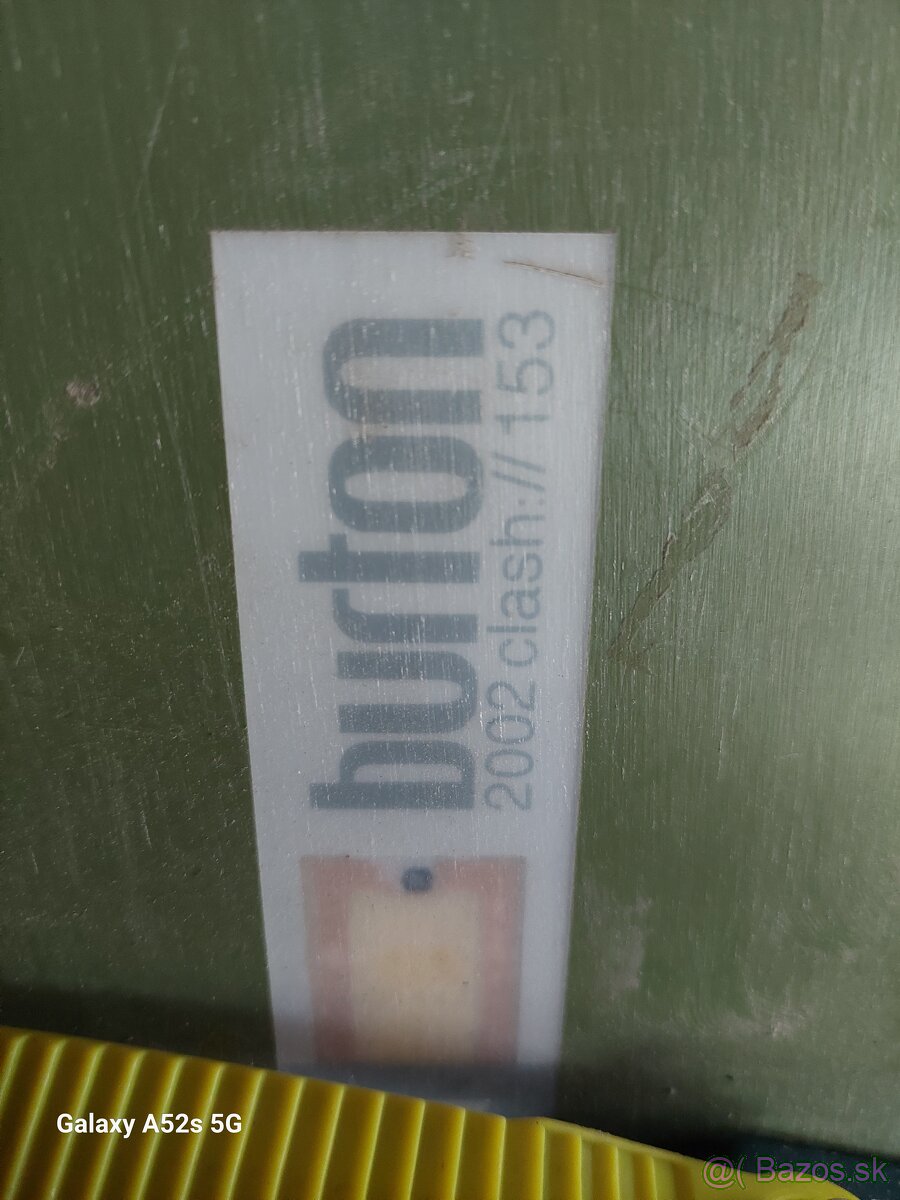 burton
2002 clash:// 153
Galaxy A52s 5G
@( Bazos.sk